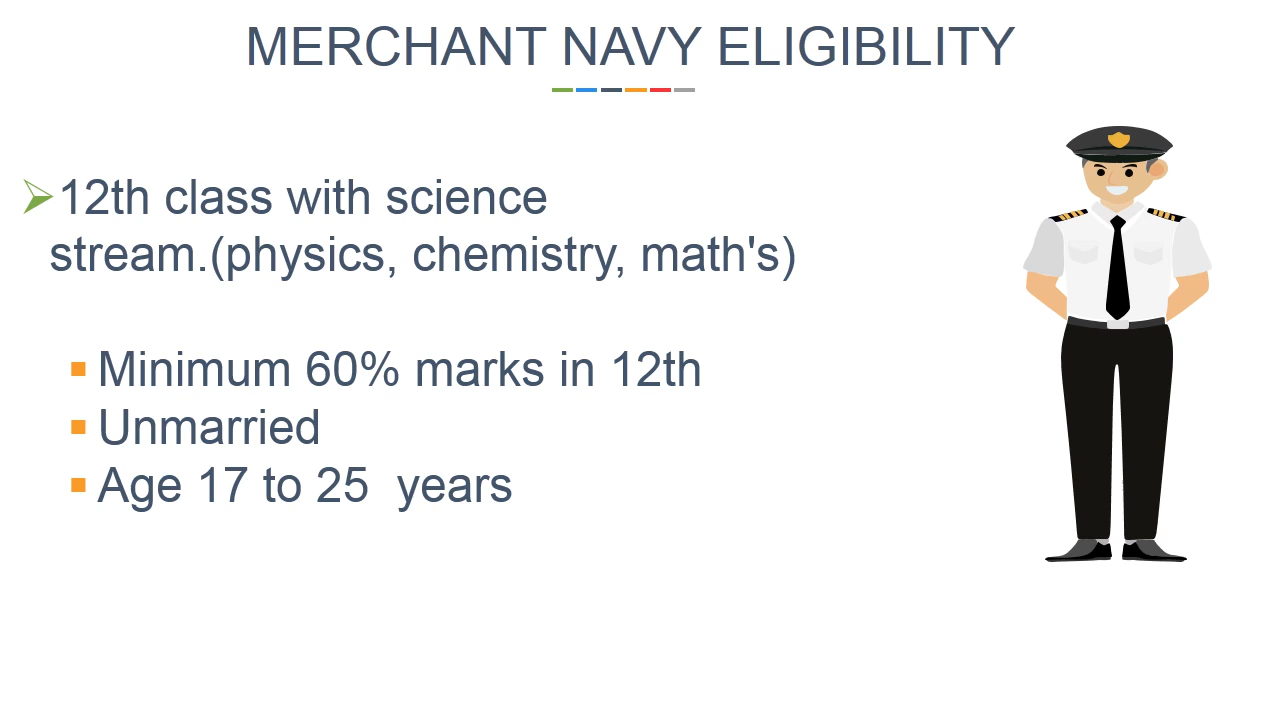 MERCHANT NAVY ELIGIBILITY
12th class with science
stream.(physics, chemistry, math's)
Minimum 60% marks in 12th
Unmarried
Age 17 to 25  years